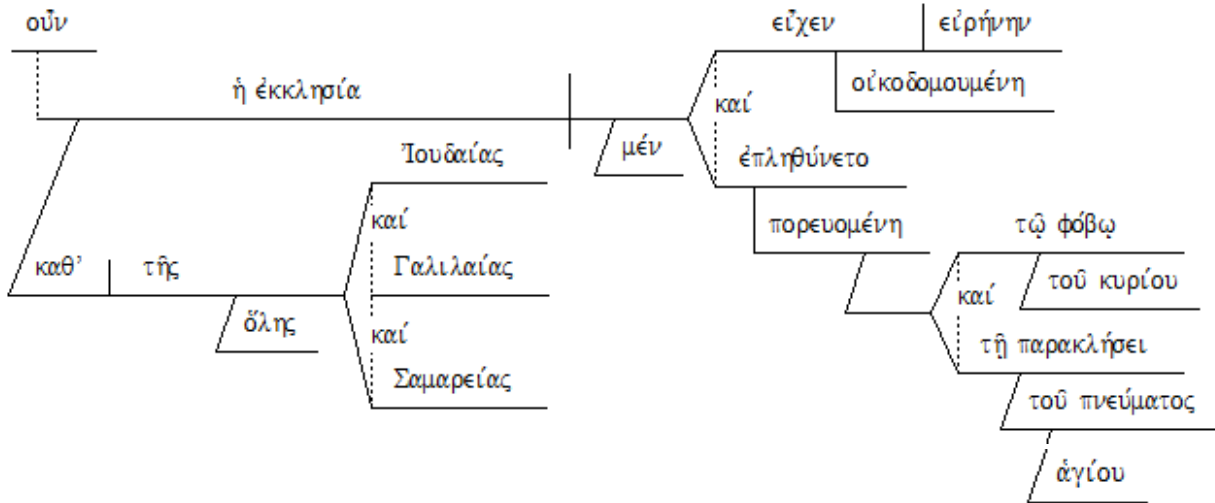 οὖν εἶχεν εἰρήνην
ἡ ἐκκλησία καί οἰκοδομουμένη
Ἰουδαίας μέν ἐπληθύνετο
καί πορευομένη τῷ φόβῳ
καθ’ τῆς Γαλιλαίας καί τοῦ κυρίου
ὅλης καί τῇ παρακλήσει
Σαμαρείας τοῦ πνεύματος
ἁγίου